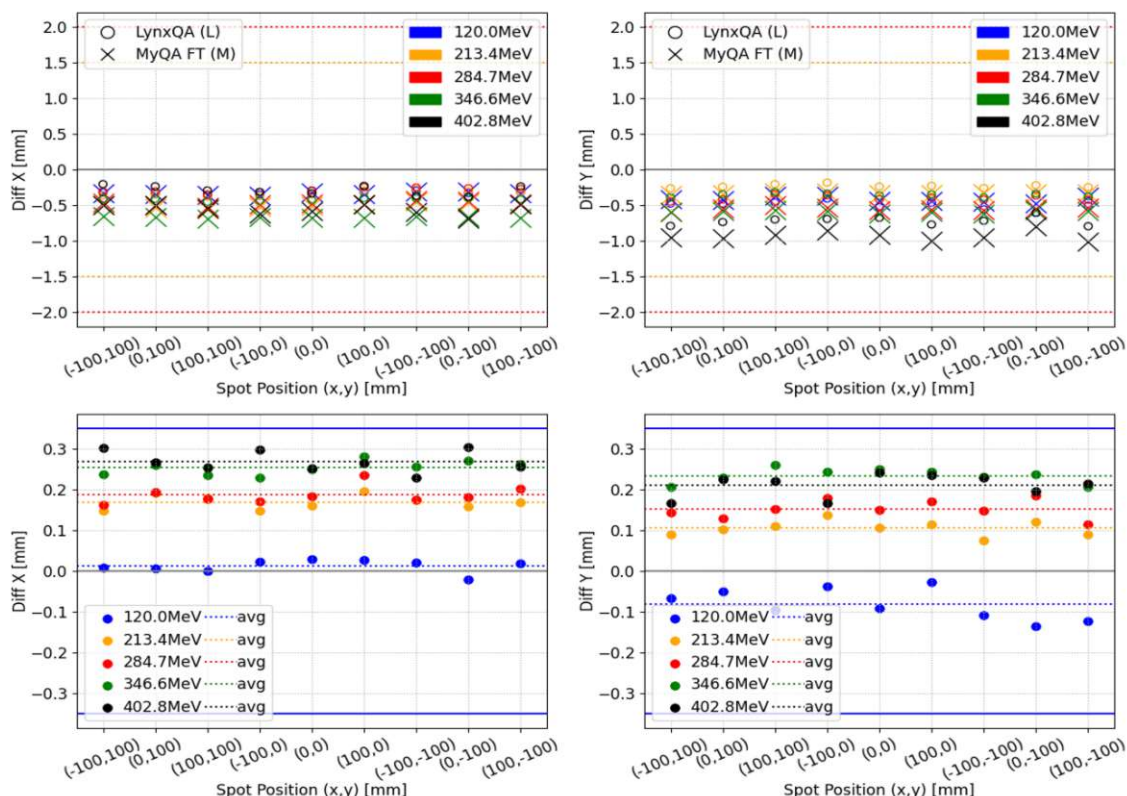 2.0
1.5
1.0
0.5
0.0
−0.5
−1.0
−1.5
−2.0
Diff X [mm]
LynxQA (L)
MyQA FT (M)
120.0MeV
213.4MeV
284.7MeV
346.6MeV
402.8MeV
(-100,100)
(0,100)
(100,100)
(-100,0)
(0,0)
(100,0)
(-100,-100)
(0,-100)
(100,-100)
Spot Position (x,y) [mm]
2.0
1.5
1.0
0.5
0.0
−0.5
−1.0
−1.5
−2.0
Diff Y [mm]
LynxQA (L)
MyQA FT (M)
120.0MeV
213.4MeV
284.7MeV
346.6MeV
402.8MeV
(-100,100)
(0,100)
(100,100)
(-100,0)
(0,0)
(100,0)
(-100,-100)
(0,-100)
(100,-100)
Spot Position (x,y) [mm]
0.3
0.2
0.1
0.0
−0.1
−0.2
−0.3
Diff X [mm]
120.0MeV avg
213.4MeV avg
284.7MeV avg
346.6MeV avg
402.8MeV avg
(-100,100)
(0,100)
(100,100)
(-100,0)
(0,0)
(100,0)
(-100,-100)
(0,-100)
(100,-100)
Spot Position (x,y) [mm]
0.3
0.2
0.1
0.0
−0.1
−0.2
−0.3
Diff Y [mm]
120.0MeV avg
213.4MeV avg
284.7MeV avg
346.6MeV avg
402.8MeV avg
(-100,100)
(0,100)
(100,100)
(-100,0)
(0,0)
(100,0)
(-100,-100)
(0,-100)
(100,-100)
Spot Position (x,y) [mm]